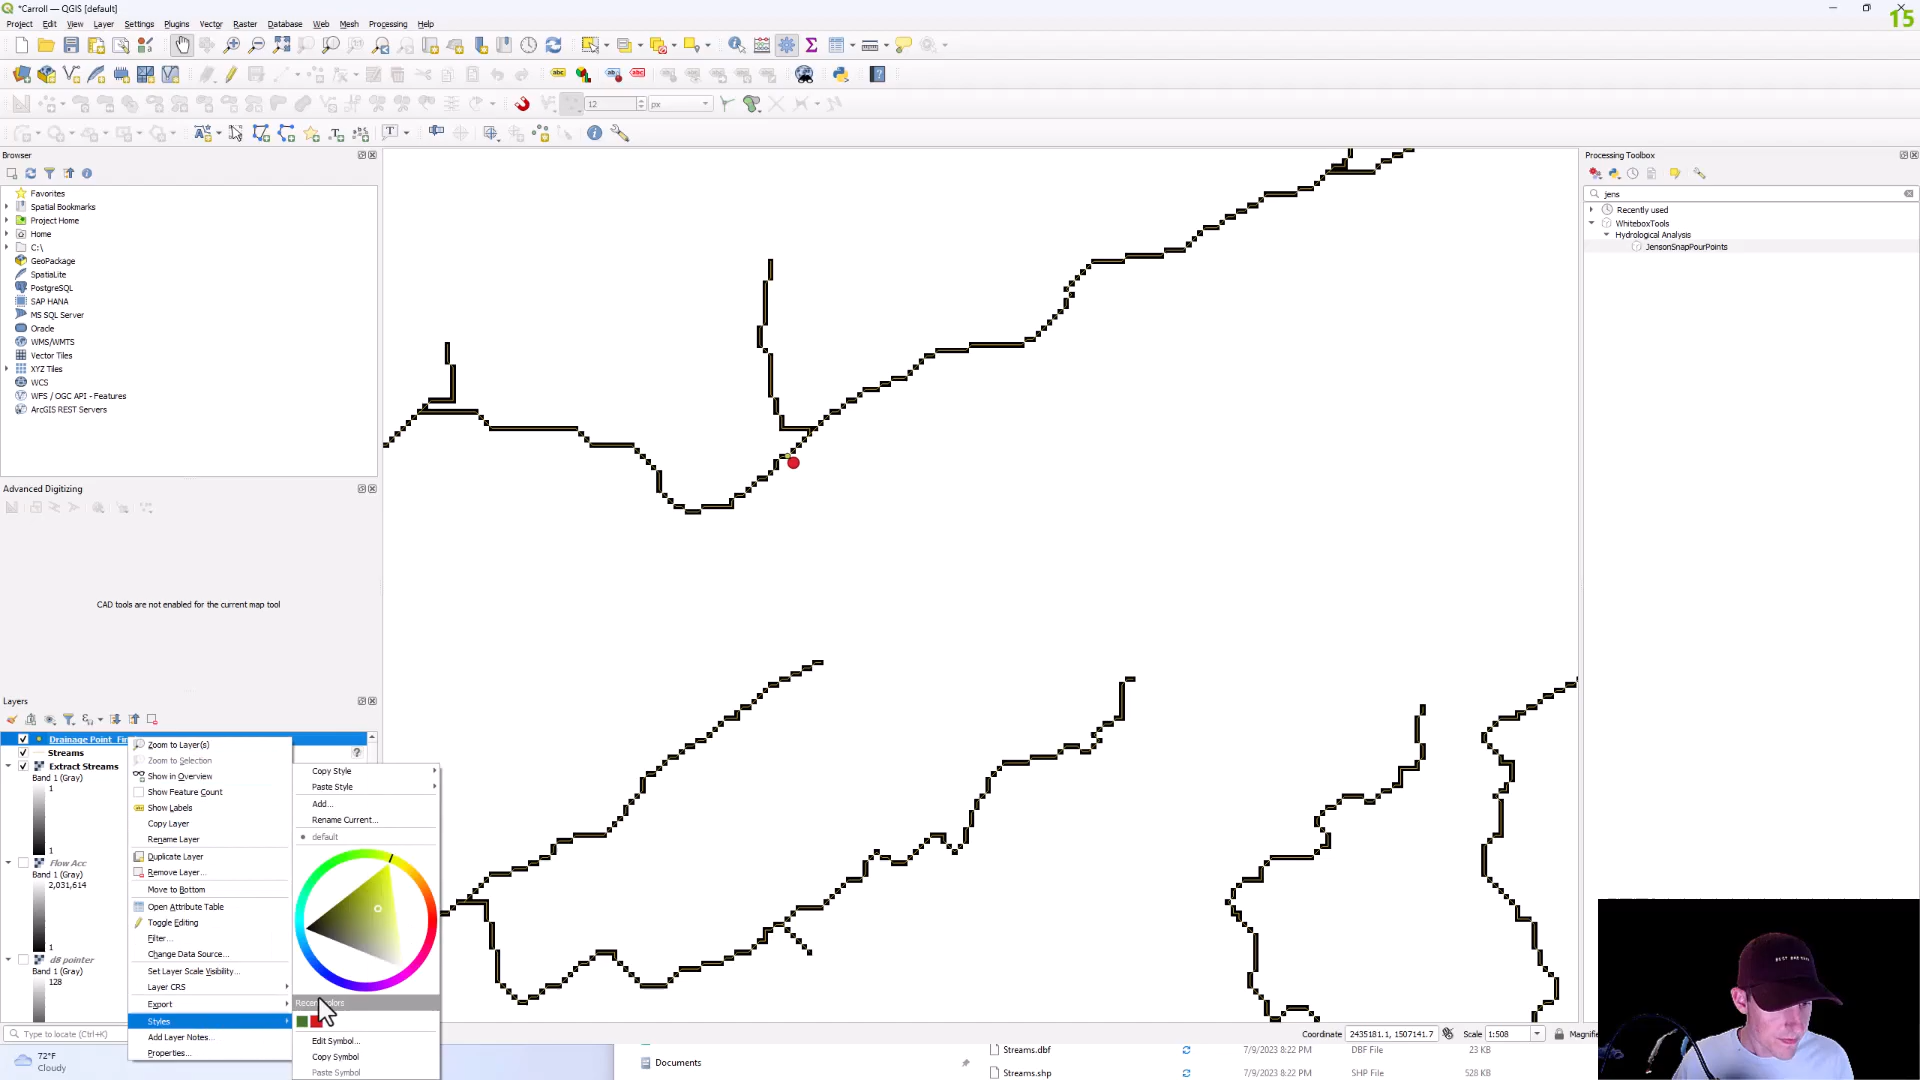 *Carroll — QGIS [default]
15
Project Edit View Layer Settings Plugins Vector Raster Database Web Mesh Processing Help
12 px
Browser
Favorites
Spatial Bookmarks
Project Home
Home
C:\
GeoPackage
SpatiaLite
PostgreSQL
SAP HANA
MS SQL Server
Oracle
WMS/WMTS
Vector Tiles
XYZ Tiles
WCS
WFS / OGC API - Features
ArcGIS REST Servers
Advanced Digitizing
CAD tools are not enabled for the current map tool
Layers
Drainage Point_Fin
Streams
Extract Streams
Band 1 (Gray)
1
1
Flow Acc
Band 1 (Gray)
2,031,614
1
d8 pointer
Band 1 (Gray)
128
Type to locate (Ctrl+K)
Zoom to Layer(s)
Zoom to Selection
Show in Overview
Show Feature Count
Show Labels
Copy Layer
Rename Layer
Duplicate Layer
Remove Layer...
Move to Bottom
Open Attribute Table
Toggle Editing
Filter...
Change Data Source...
Set Layer Scale Visibility...
Layer CRS
Export
Styles
Add Layer Notes...
Properties...
Copy Style
Paste Style
Add...
Rename Current...
default
Edit Symbol...
Copy Symbol
Paste Symbol
Processing Toolbox
jens
Recently used
WhiteboxTools
Hydrological Analysis
JensonSnapPourPoints
Coordinate 2435181.1, 1507141.7 Scale 1:508 Magnifie
72°F
Cloudy
Documents
Streams.dbf 7/9/2023 8:22 PM DBF File 23 KB
Streams.shp 7/9/2023 8:22 PM SHP File 528 KB